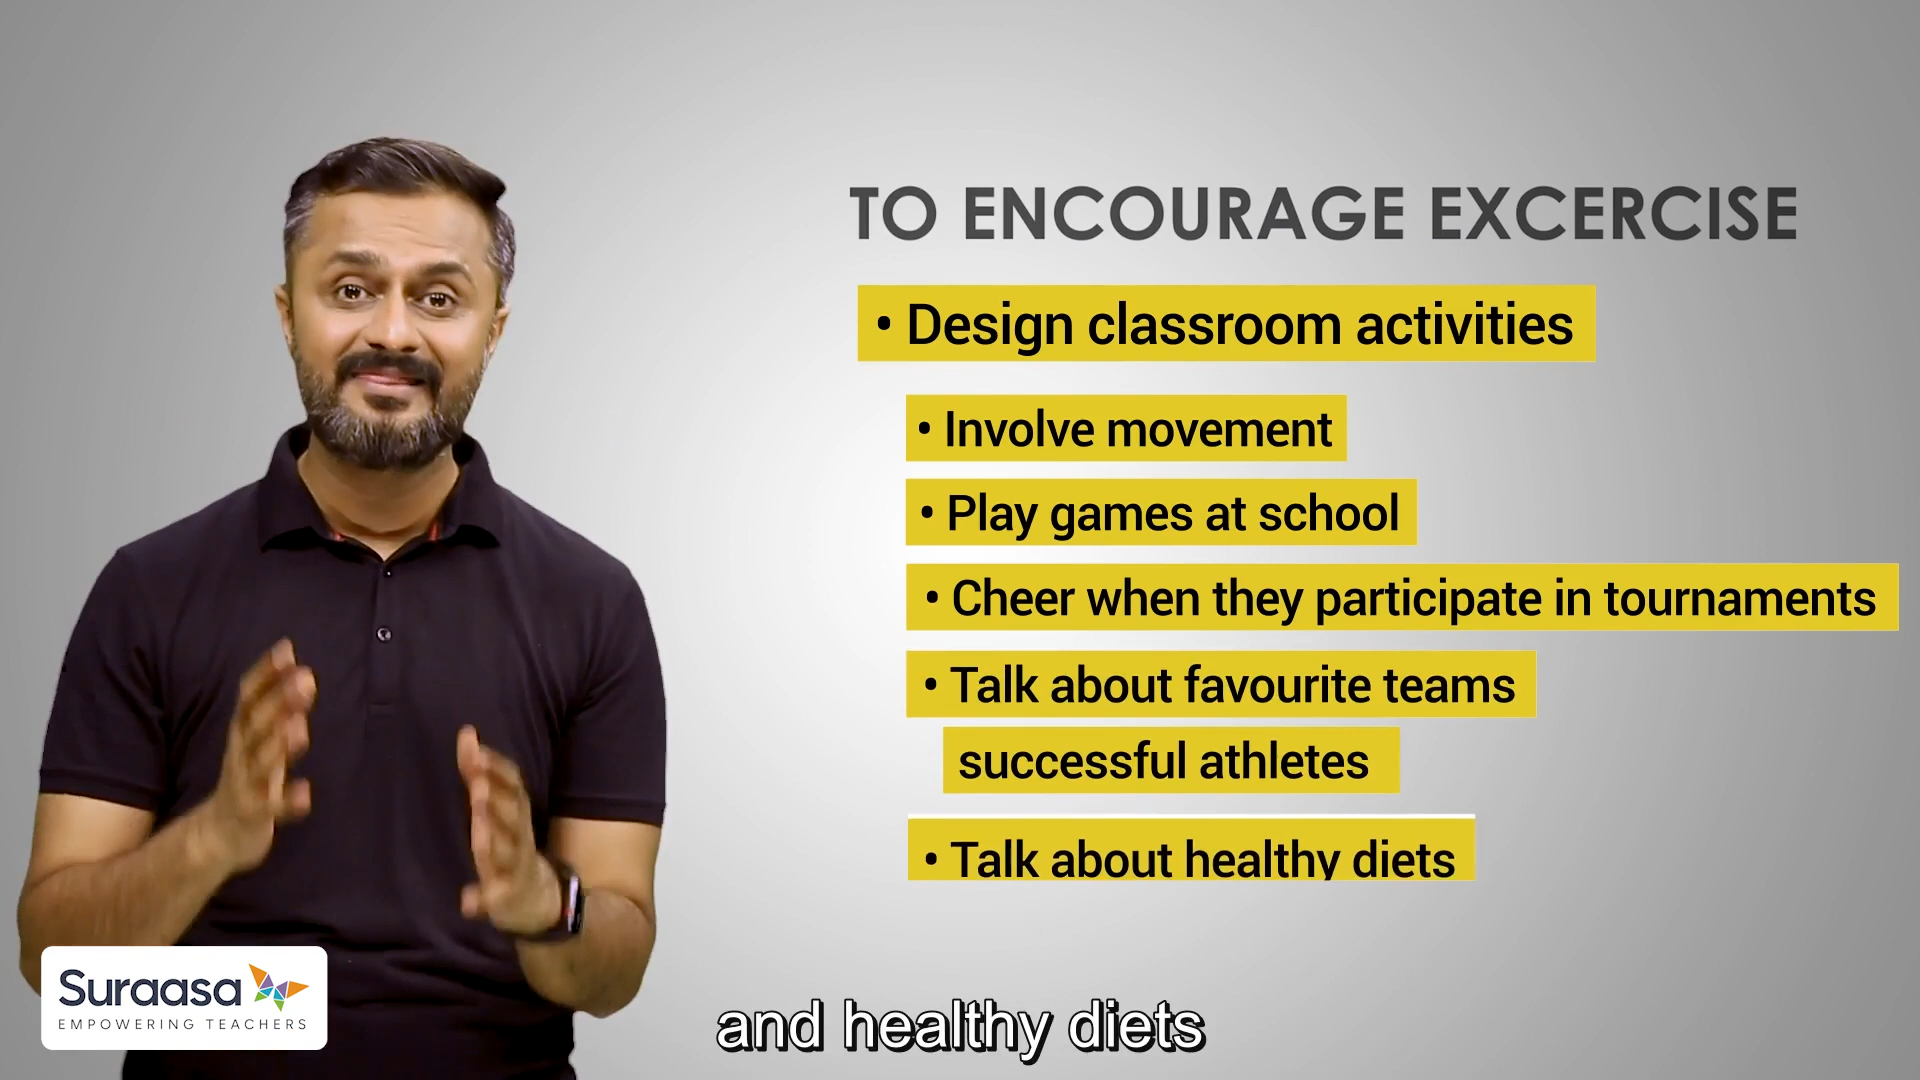 TO ENCOURAGE EXCERCISE
• Design classroom activities
• Involve movement
• Play games at school
• Cheer when they participate in tournaments
• Talk about favourite teams
successful athletes
• Talk about healthy diets
Suraasa
EMPOWERING TEACHERS
and healthy diets